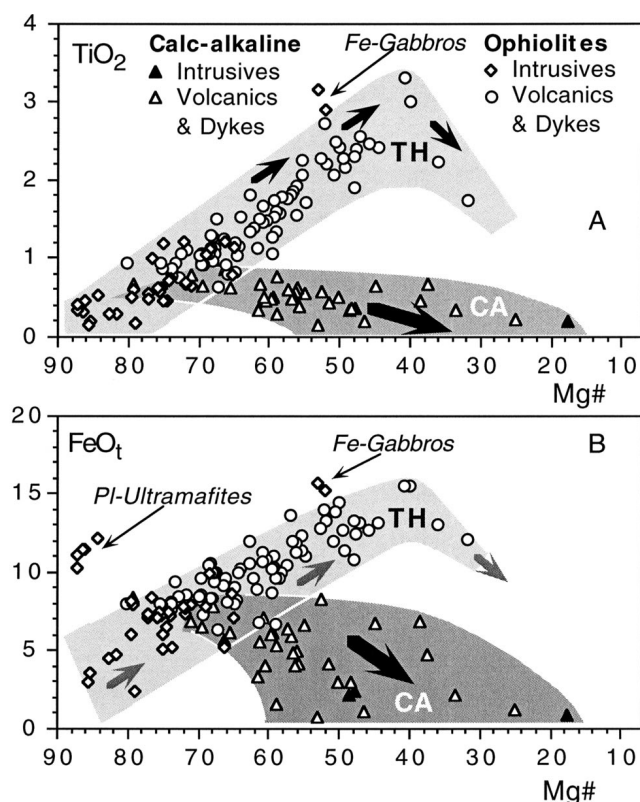 4
TiO2
Calc-alkaline
Intrusives
Volcanics
& Dykes
Fe-Gabbros
Ophiolites
Intrusives
Volcanics
& Dykes
3
TH
2
A
1
CA
0
90 80 70 60 50 40 30 20 10
Mg#
20
FeOt
B
Fe-Gabbros
Pl-Ultramafites
15
TH
10
5
CA
0
90 80 70 60 50 40 30 20 10
Mg#